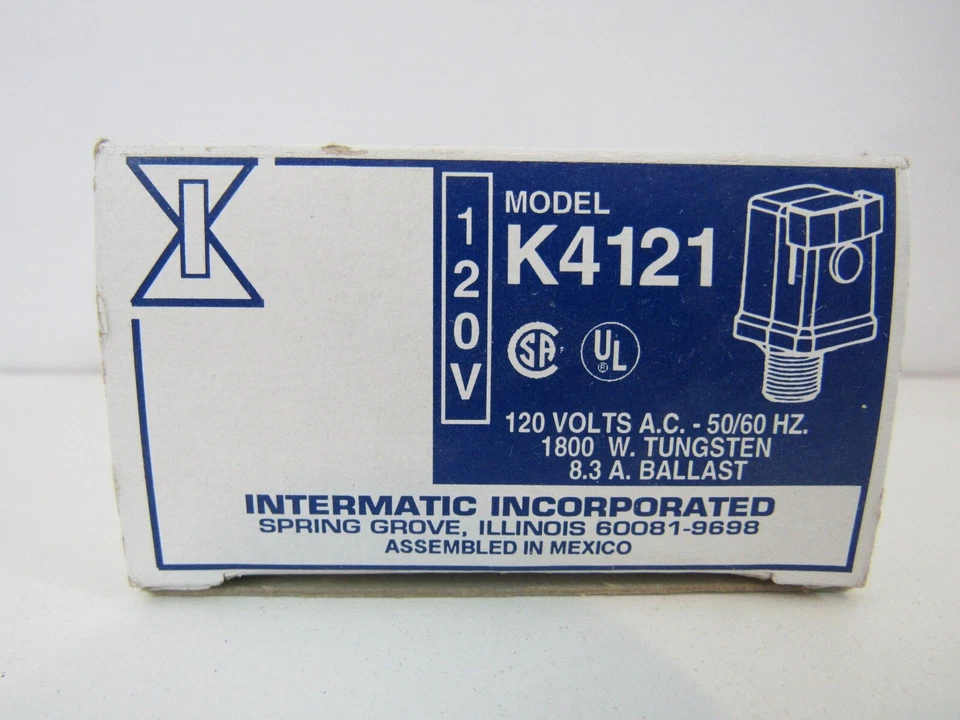 120V
MODEL
K4121
CSA
UL
®
120 VOLTS A.C. - 50/60 HZ.
1800 W. TUNGSTEN
8.3 A. BALLAST
INTERMATIC INCORPORATED
SPRING GROVE, ILLINOIS 60081-9698
ASSEMBLED IN MEXICO